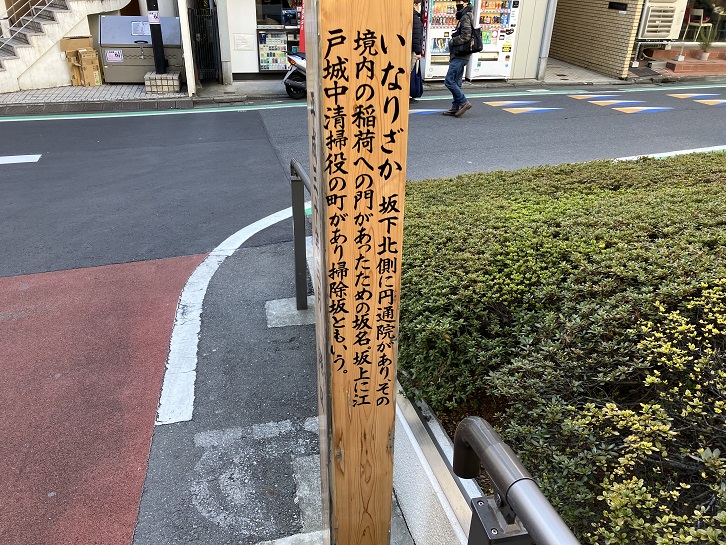 いなりざか 坂下北側に円通院があり、その
境内の稲荷への門があったための坂名。坂上に江
戸城中清掃役の町があり掃除坂ともいう。